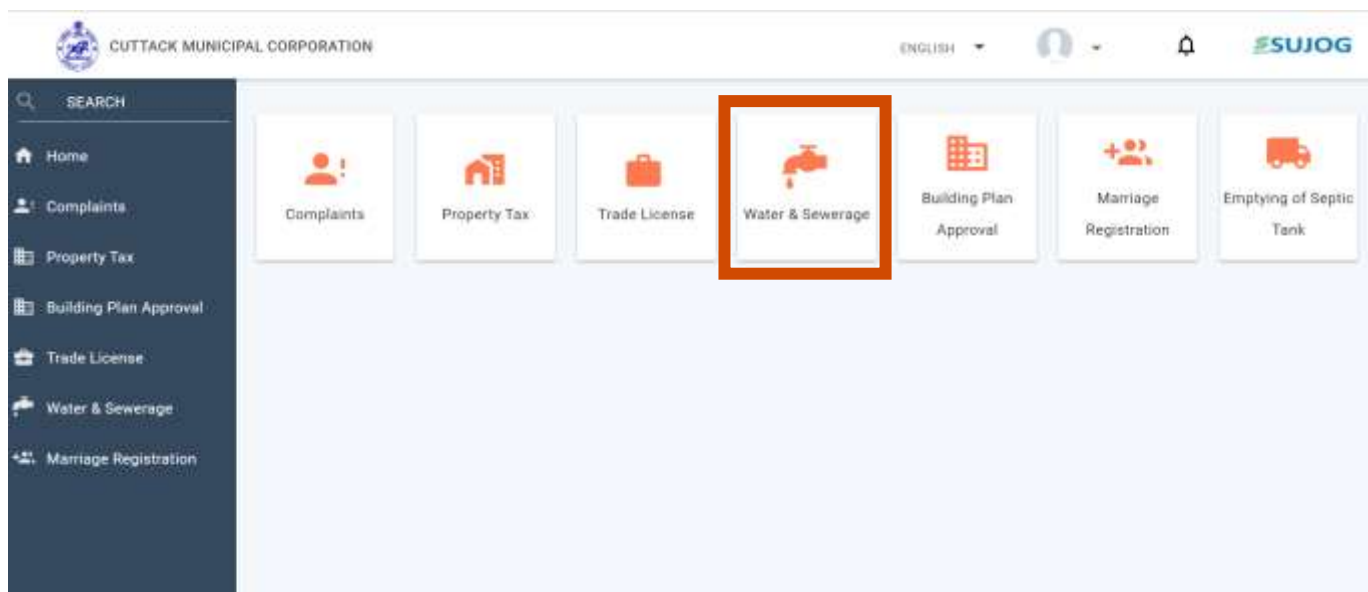 CUTTACK MUNICIPAL CORPORATION
ENGLISH
SUJOG
SEARCH
Home
Complaints
Property Tax
Building Plan Approval
Trade License
Water & Sewerage
Marriage Registration
Complaints
Property Tax
Trade License
Water & Sewerage
Building Plan
Approval
Marriage
Registration
Emptying of Septic
Tank